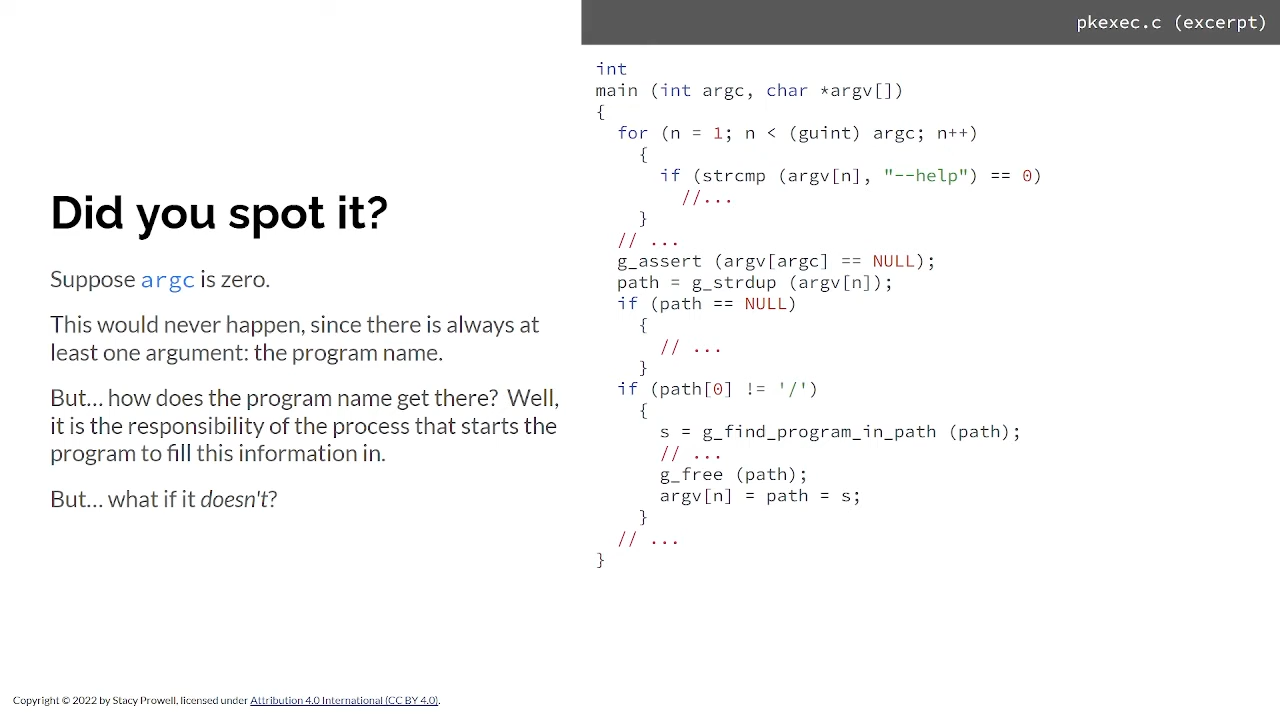 pkexec.c (excerpt)
Did you spot it?
Suppose argc is zero.
This would never happen, since there is always at
least one argument: the program name.
But... how does the program name get there?  Well,
it is the responsibility of the process that starts the
program to fill this information in.
But... what if it doesn't?
int
main (int argc, char *argv[])
{
  for (n = 1; n < (guint) argc; n++)
    {
      if (strcmp (argv[n], "--help") == 0)
        //...
    }
  // ...
  g_assert (argv[argc] == NULL);
  path = g_strdup (argv[n]);
  if (path == NULL)
    {
      // ...
    }
  if (path[0] != '/')
    {
      s = g_find_program_in_path (path);
      // ...
      g_free (path);
      argv[n] = path = s;
    }
  // ...
}
Copyright © 2022 by Stacy Prowell, licensed under Attribution 4.0 International (CC BY 4.0).